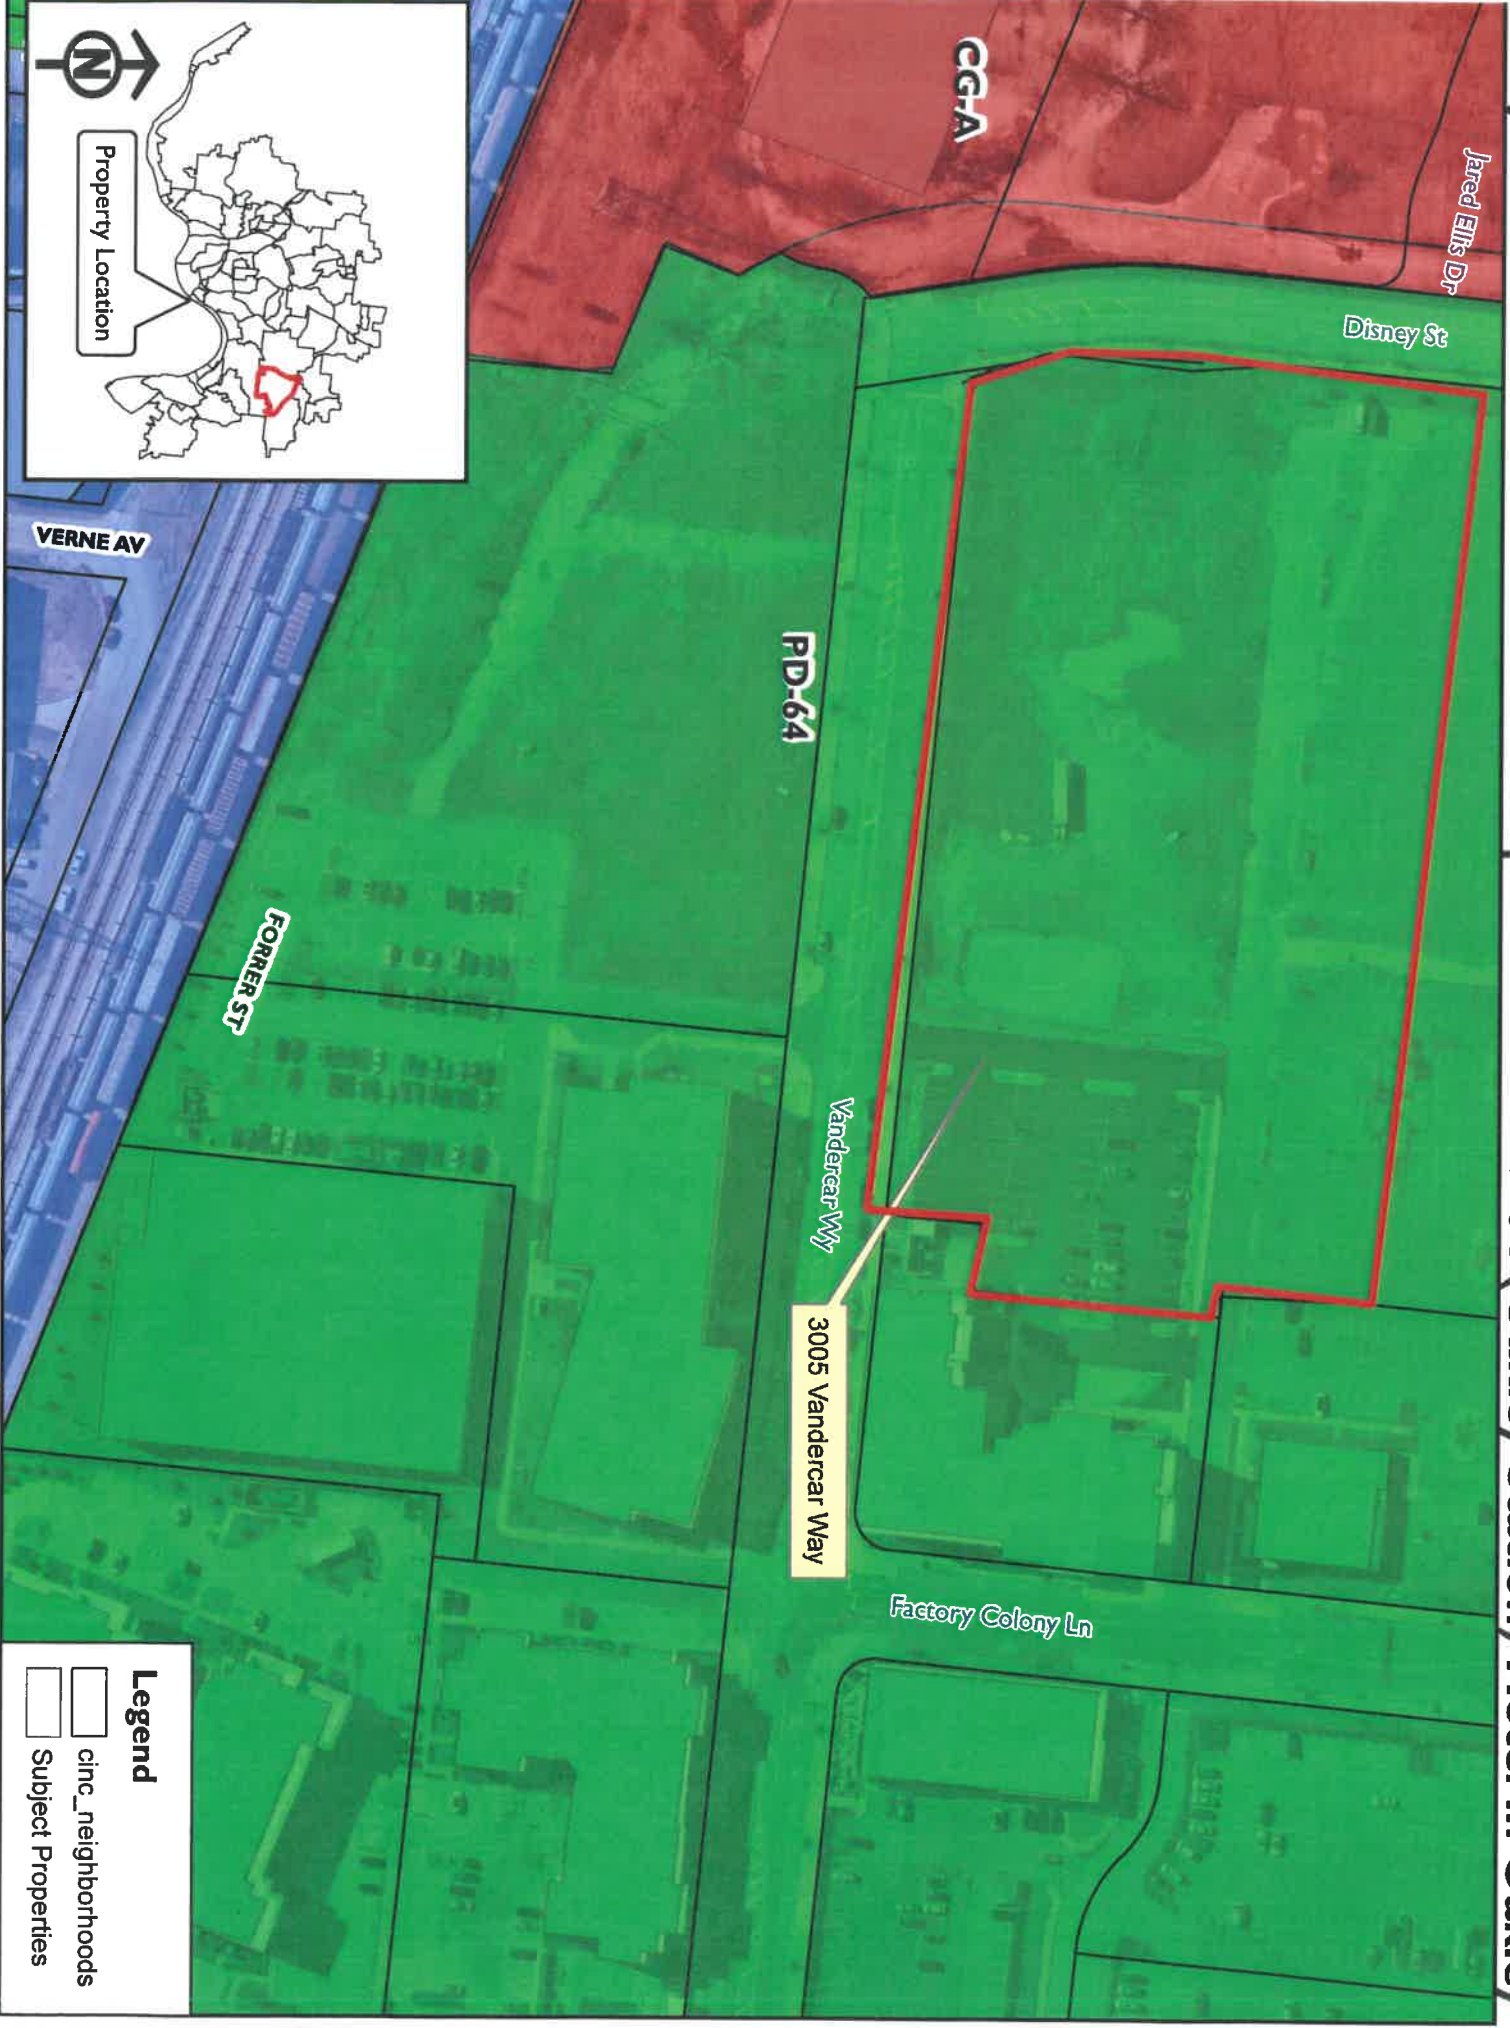 Jared Ellis Dr
Disney St
CG-A
PD-64
Vandercar Wy
3005 Vandercar Way
Factory Colony Ln
FORRER ST
VERNE AV
Property Location
N
Legend
cinc_neighborhoods
Subject Properties